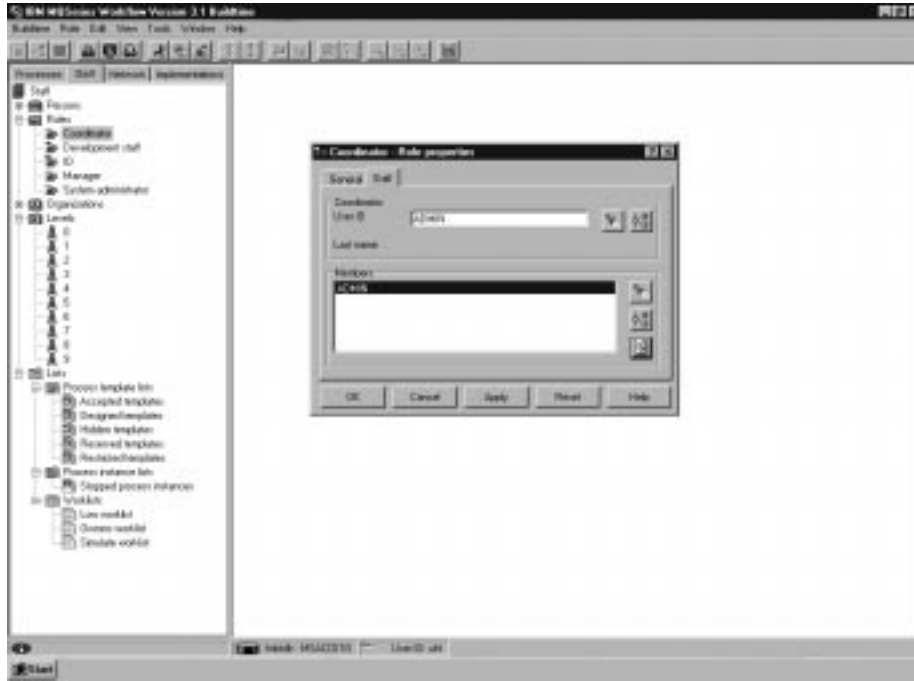 IBM MQSeries Workflow Version 3.1 Buildtime
Buildtime Role Edit View Tools Window Help
Processes Staff Network Implementations
Staff
Persons
Roles
Coordinator
Development staff
Manager
System administrator
Organizations
Levels
0
1
2
3
4
5
6
7
8
9
Lists
Process template lists
Accepted templates
Designed templates
Hidden templates
Received templates
Restricted templates
Process instance lists
Stopped process instances
Worklists
Simulate worklist
Coordinator - Role properties
General Staff
Coordinator
User ID ADMIN
Last name
Members
ADMIN
OK Cancel Apply Reset Help
User ID:
Start